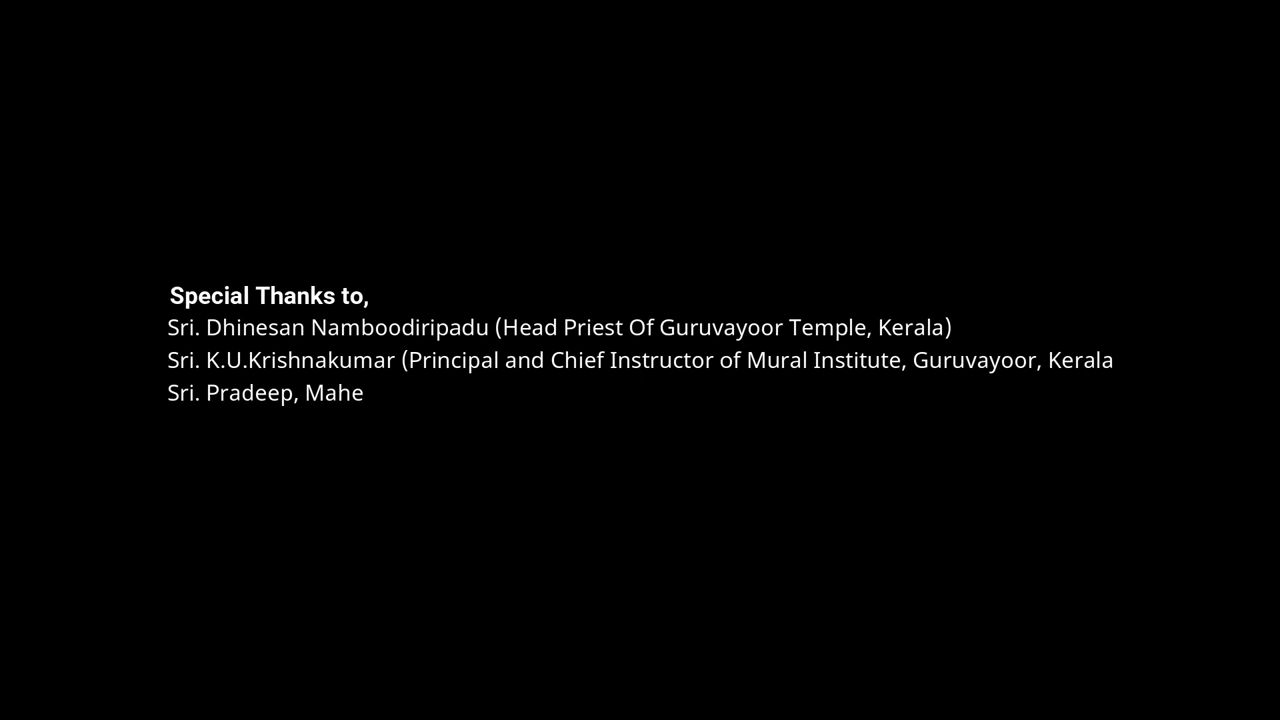 Special Thanks to,
Sri. Dhinesan Namboodiripadu (Head Priest Of Guruvayoor Temple, Kerala)
Sri. K.U.Krishnakumar (Principal and Chief Instructor of Mural Institute, Guruvayoor, Kerala
Sri. Pradeep, Mahe